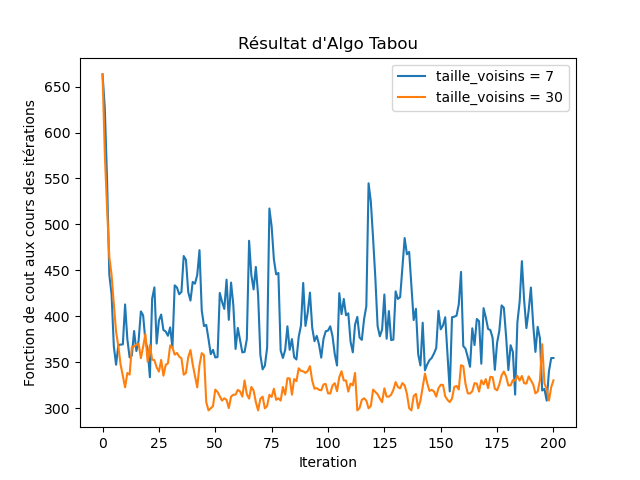 Résultat d'Algo Tabou
taille_voisins = 7
taille_voisins = 30
Fonction de cout aux cours des itérations
650
600
550
500
450
400
350
300
0 25 50 75 100 125 150 175 200
Iteration